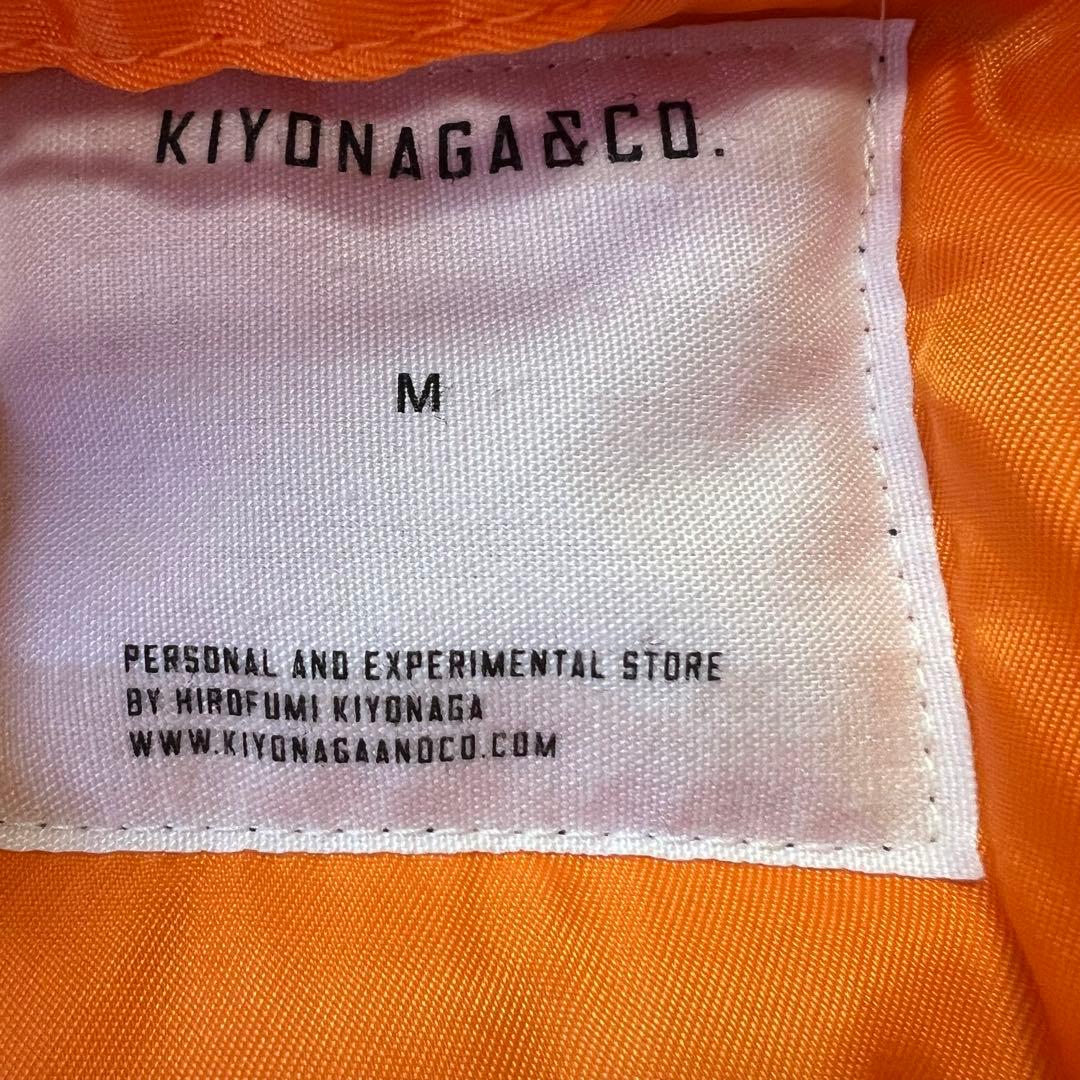 KIYONAGA&CO.
M
PERSONAL AND EXPERIMENTAL STORE
BY HIROFUMI KIYONAGA
WWW.KIYONAGAANDCO.COM